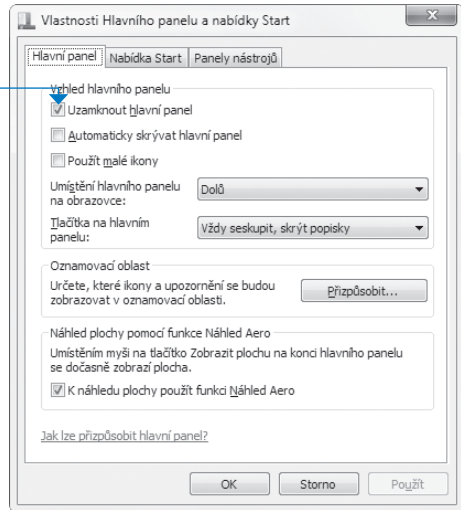 Vlastnosti Hlavního panelu a nabídky Start
Hlavní panel Nabídka Start Panely nástrojů
Vzhled hlavního panelu
Uzamknout hlavní panel
Automaticky skrývat hlavní panel
Použít malé ikony
Umístění hlavního panelu
na obrazovce:
Dolů
Tlačítka na hlavním
panelu:
Vždy seskupit, skrýt popisky
Oznamovací oblast
Určete, které ikony a upozornění se budou
zobrazovat v oznamovací oblasti.
Přizpůsobit...
Náhled plochy pomocí funkce Náhled Aero
Umístěním myši na tlačítko Zobrazit plochu na konci hlavního panelu
se dočasně zobrazí plocha.
K náhledu plochy použít funkci Náhled Aero
Jak lze přizpůsobit hlavní panel?
OK Storno Použít